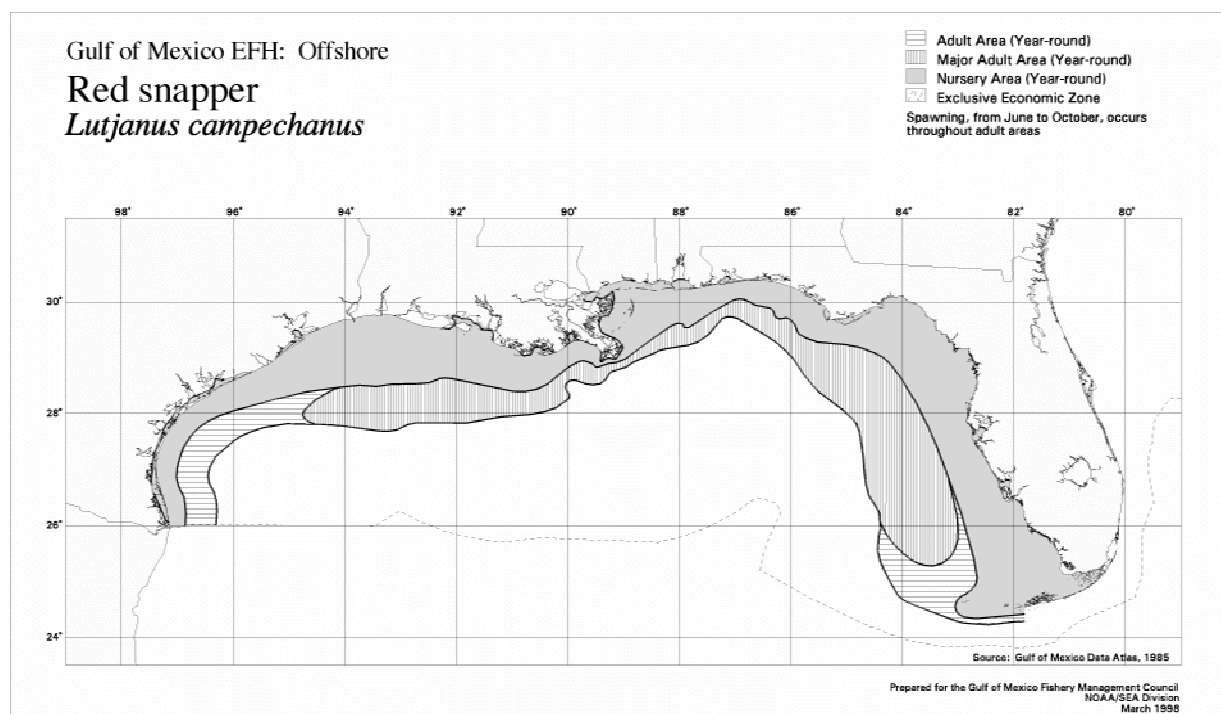 Gulf of Mexico EFH: Offshore
Red snapper
Lutjanus campechanus
Adult Area (Year-round)
Major Adult Area (Year-round)
Nursery Area (Year-round)
Exclusive Economic Zone
Spawning, from June to October, occurs
throughout adult areas
98° 96° 94° 92° 90° 88° 86° 84° 82° 80°
30°
28°
26°
24°
Source: Gulf of Mexico Data Atlas, 1985
Prepared for the Gulf of Mexico Fishery Management Council
NOAA/SEA Division
March 1998